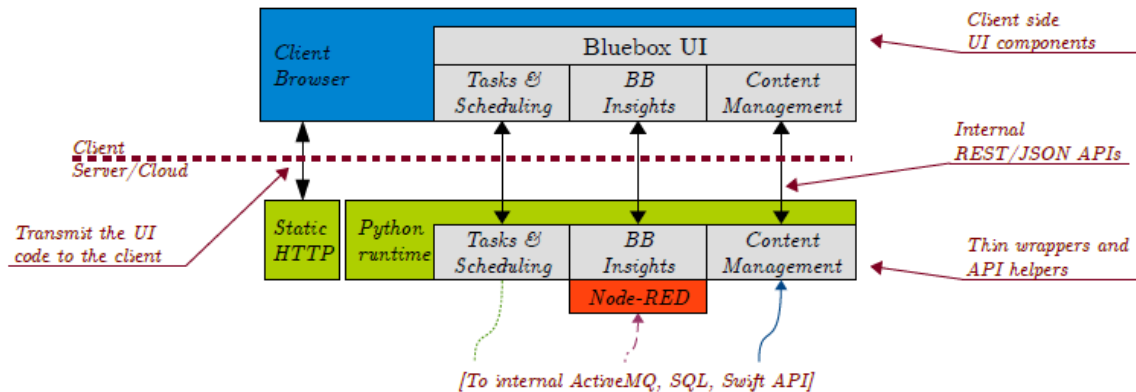 Client
Browser
Bluebox UI
Tasks &
Scheduling
BB
Insights
Content
Management
Client side
UI components
Client
Server/Cloud
Internal
REST/JSON APIs
Transmit the UI
code to the client
Static
HTTP
Python
runtime
Tasks &
Scheduling
BB
Insights
Content
Management
Thin wrappers and
API helpers
Node-RED
[To internal ActiveMQ, SQL, Swift API]